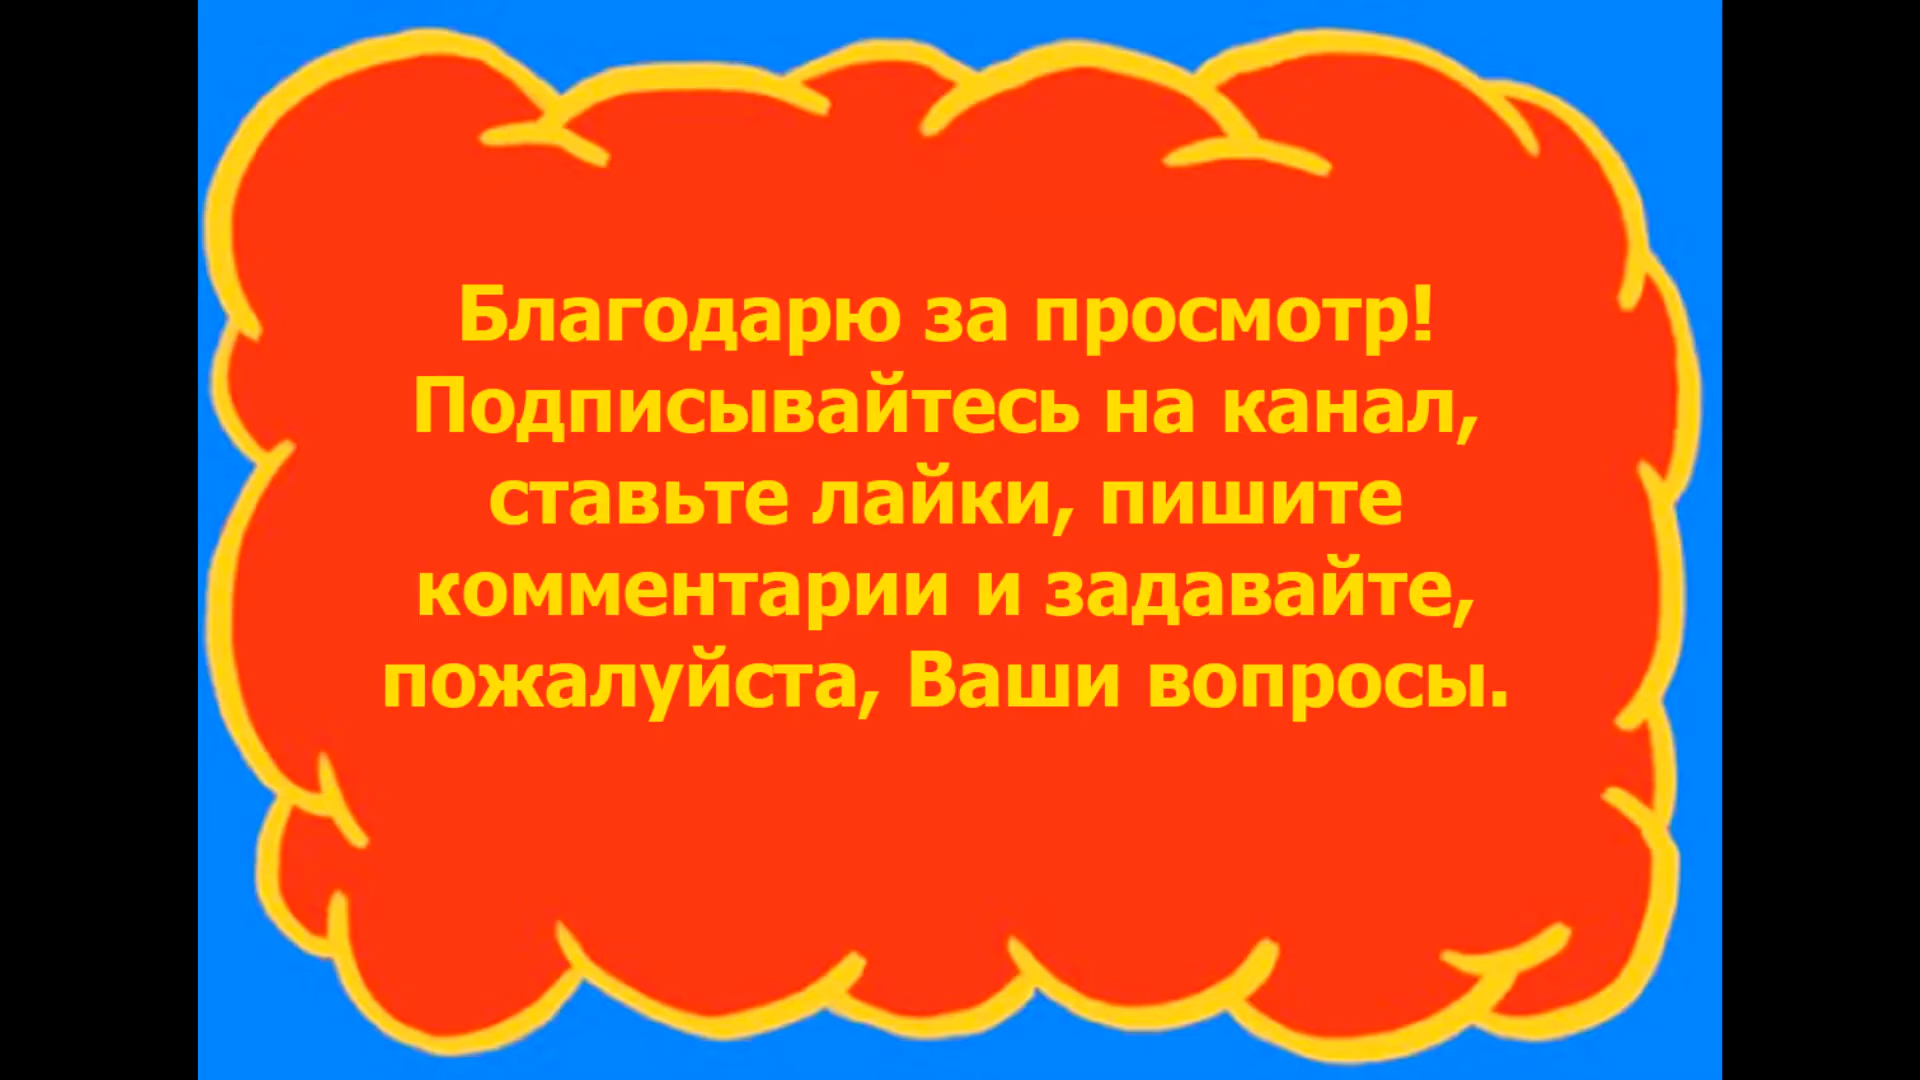 Благодарю за просмотр!
Подписывайтесь на канал,
ставьте лайки, пишите
комментарии и задавайте,
пожалуйста, Ваши вопросы.